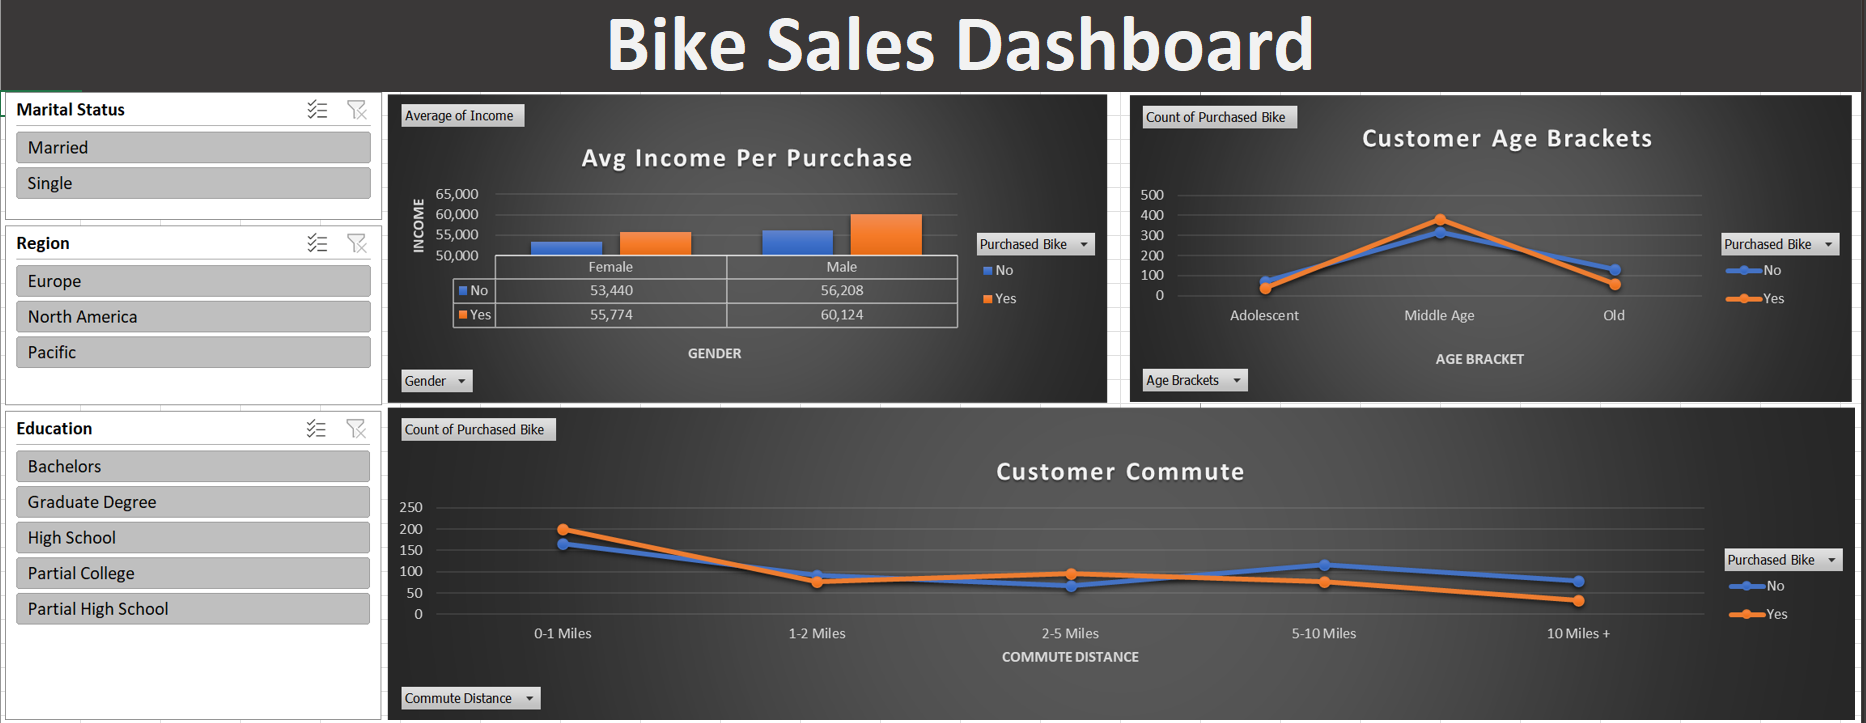 Bike Sales Dashboard
Marital Status
Married
Single
Region
Europe
North America
Pacific
Education
Bachelors
Graduate Degree
High School
Partial College
Partial High School
Average of Income
Avg Income Per Purcchase
INCOME
65,000
60,000
55,000
50,000
Female Male
No 53,440 56,208
Yes 55,774 60,124
GENDER
Purchased Bike
No
Yes
Gender
Count of Purchased Bike
Customer Age Brackets
500
400
300
200
100
0
Adolescent Middle Age Old
AGE BRACKET
Purchased Bike
No
Yes
Age Brackets
Count of Purchased Bike
Customer Commute
250
200
150
100
50
0
0-1 Miles 1-2 Miles 2-5 Miles 5-10 Miles 10 Miles +
COMMUTE DISTANCE
Purchased Bike
No
Yes
Commute Distance